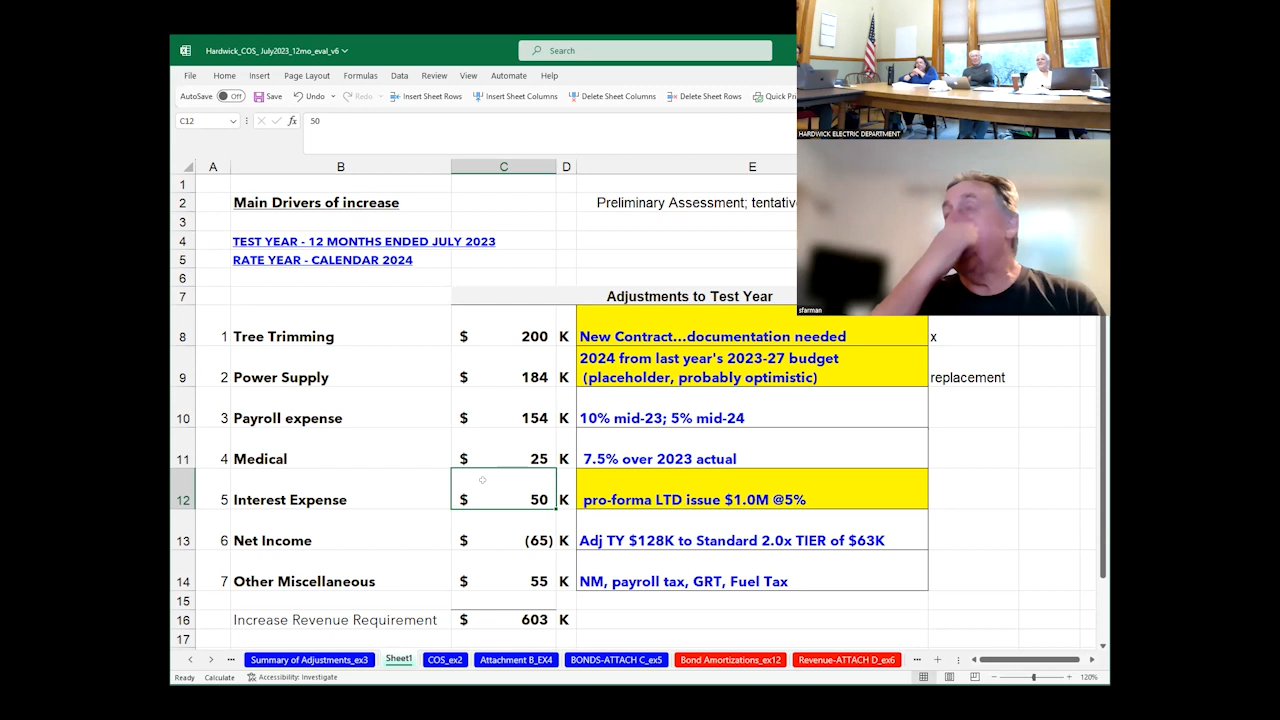 Hardwick_COS_July2023_12mo_eval_v6
Search
File Home Insert Page Layout Formulas Data Review View Automate Help
AutoSave Off Save Undo Redo Insert Sheet Rows Insert Sheet Columns Delete Sheet Columns Delete Sheet Rows Quick Pri
C12 fx 50
A B C D E
1
2 Main Drivers of increase Preliminary Assessment; tentativ
3
4 TEST YEAR - 12 MONTHS ENDED JULY 2023
5 RATE YEAR - CALENDAR 2024
6
7 Adjustments to Test Year
8 1 Tree Trimming $ 200 K New Contract...documentation needed x
2024 from last year's 2023-27 budget
9 2 Power Supply $ 184 K (placeholder, probably optimistic) replacement
10 3 Payroll expense $ 154 K 10% mid-23; 5% mid-24
11 4 Medical $ 25 K 7.5% over 2023 actual
12 5 Interest Expense $ 50 K pro-forma LTD issue $1.0M @5%
13 6 Net Income $ (65) K Adj TY $128K to Standard 2.0x TIER of $63K
14 7 Other Miscellaneous $ 55 K NM, payroll tax, GRT, Fuel Tax
15
16 Increase Revenue Requirement $ 603 K
17
Summary of Adjustments_ex3 Sheet1 COS_ex2 Attachment B_EX4 BONDS-ATTACH C_ex5 Bond Amortizations_ex12 Revenue-ATTACH D_ex6
Ready Calculate Accessibility: Investigate 120%
HARDWICK ELECTRIC DEPARTMENT
sfarman